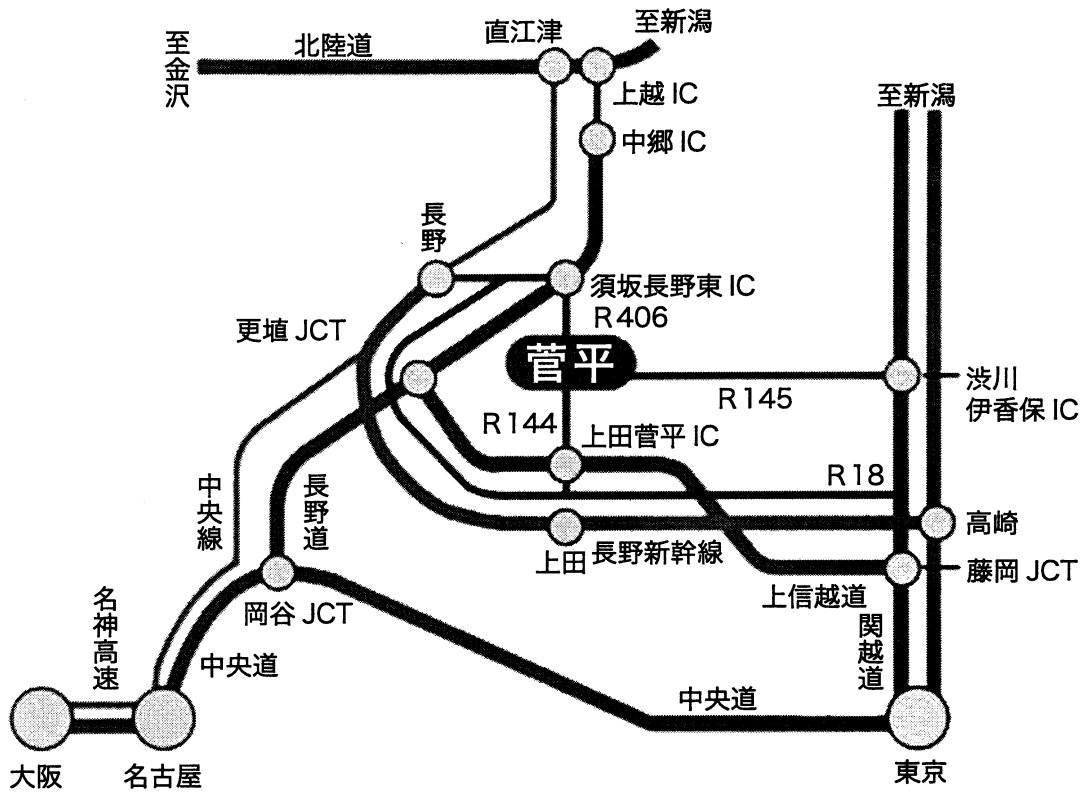 至新潟
直江津
北陸道
至金沢
上越 IC
至新潟
中郷 IC
長野
須坂長野東 IC
R406
更埴 JCT
菅平
渋川
伊香保 IC
R145
R144
上田菅平 IC
R18
中央線
長野道
高崎
上田
長野新幹線
藤岡 JCT
上信越道
名神高速
岡谷 JCT
関越道
中央道
中央道
大阪
名古屋
東京